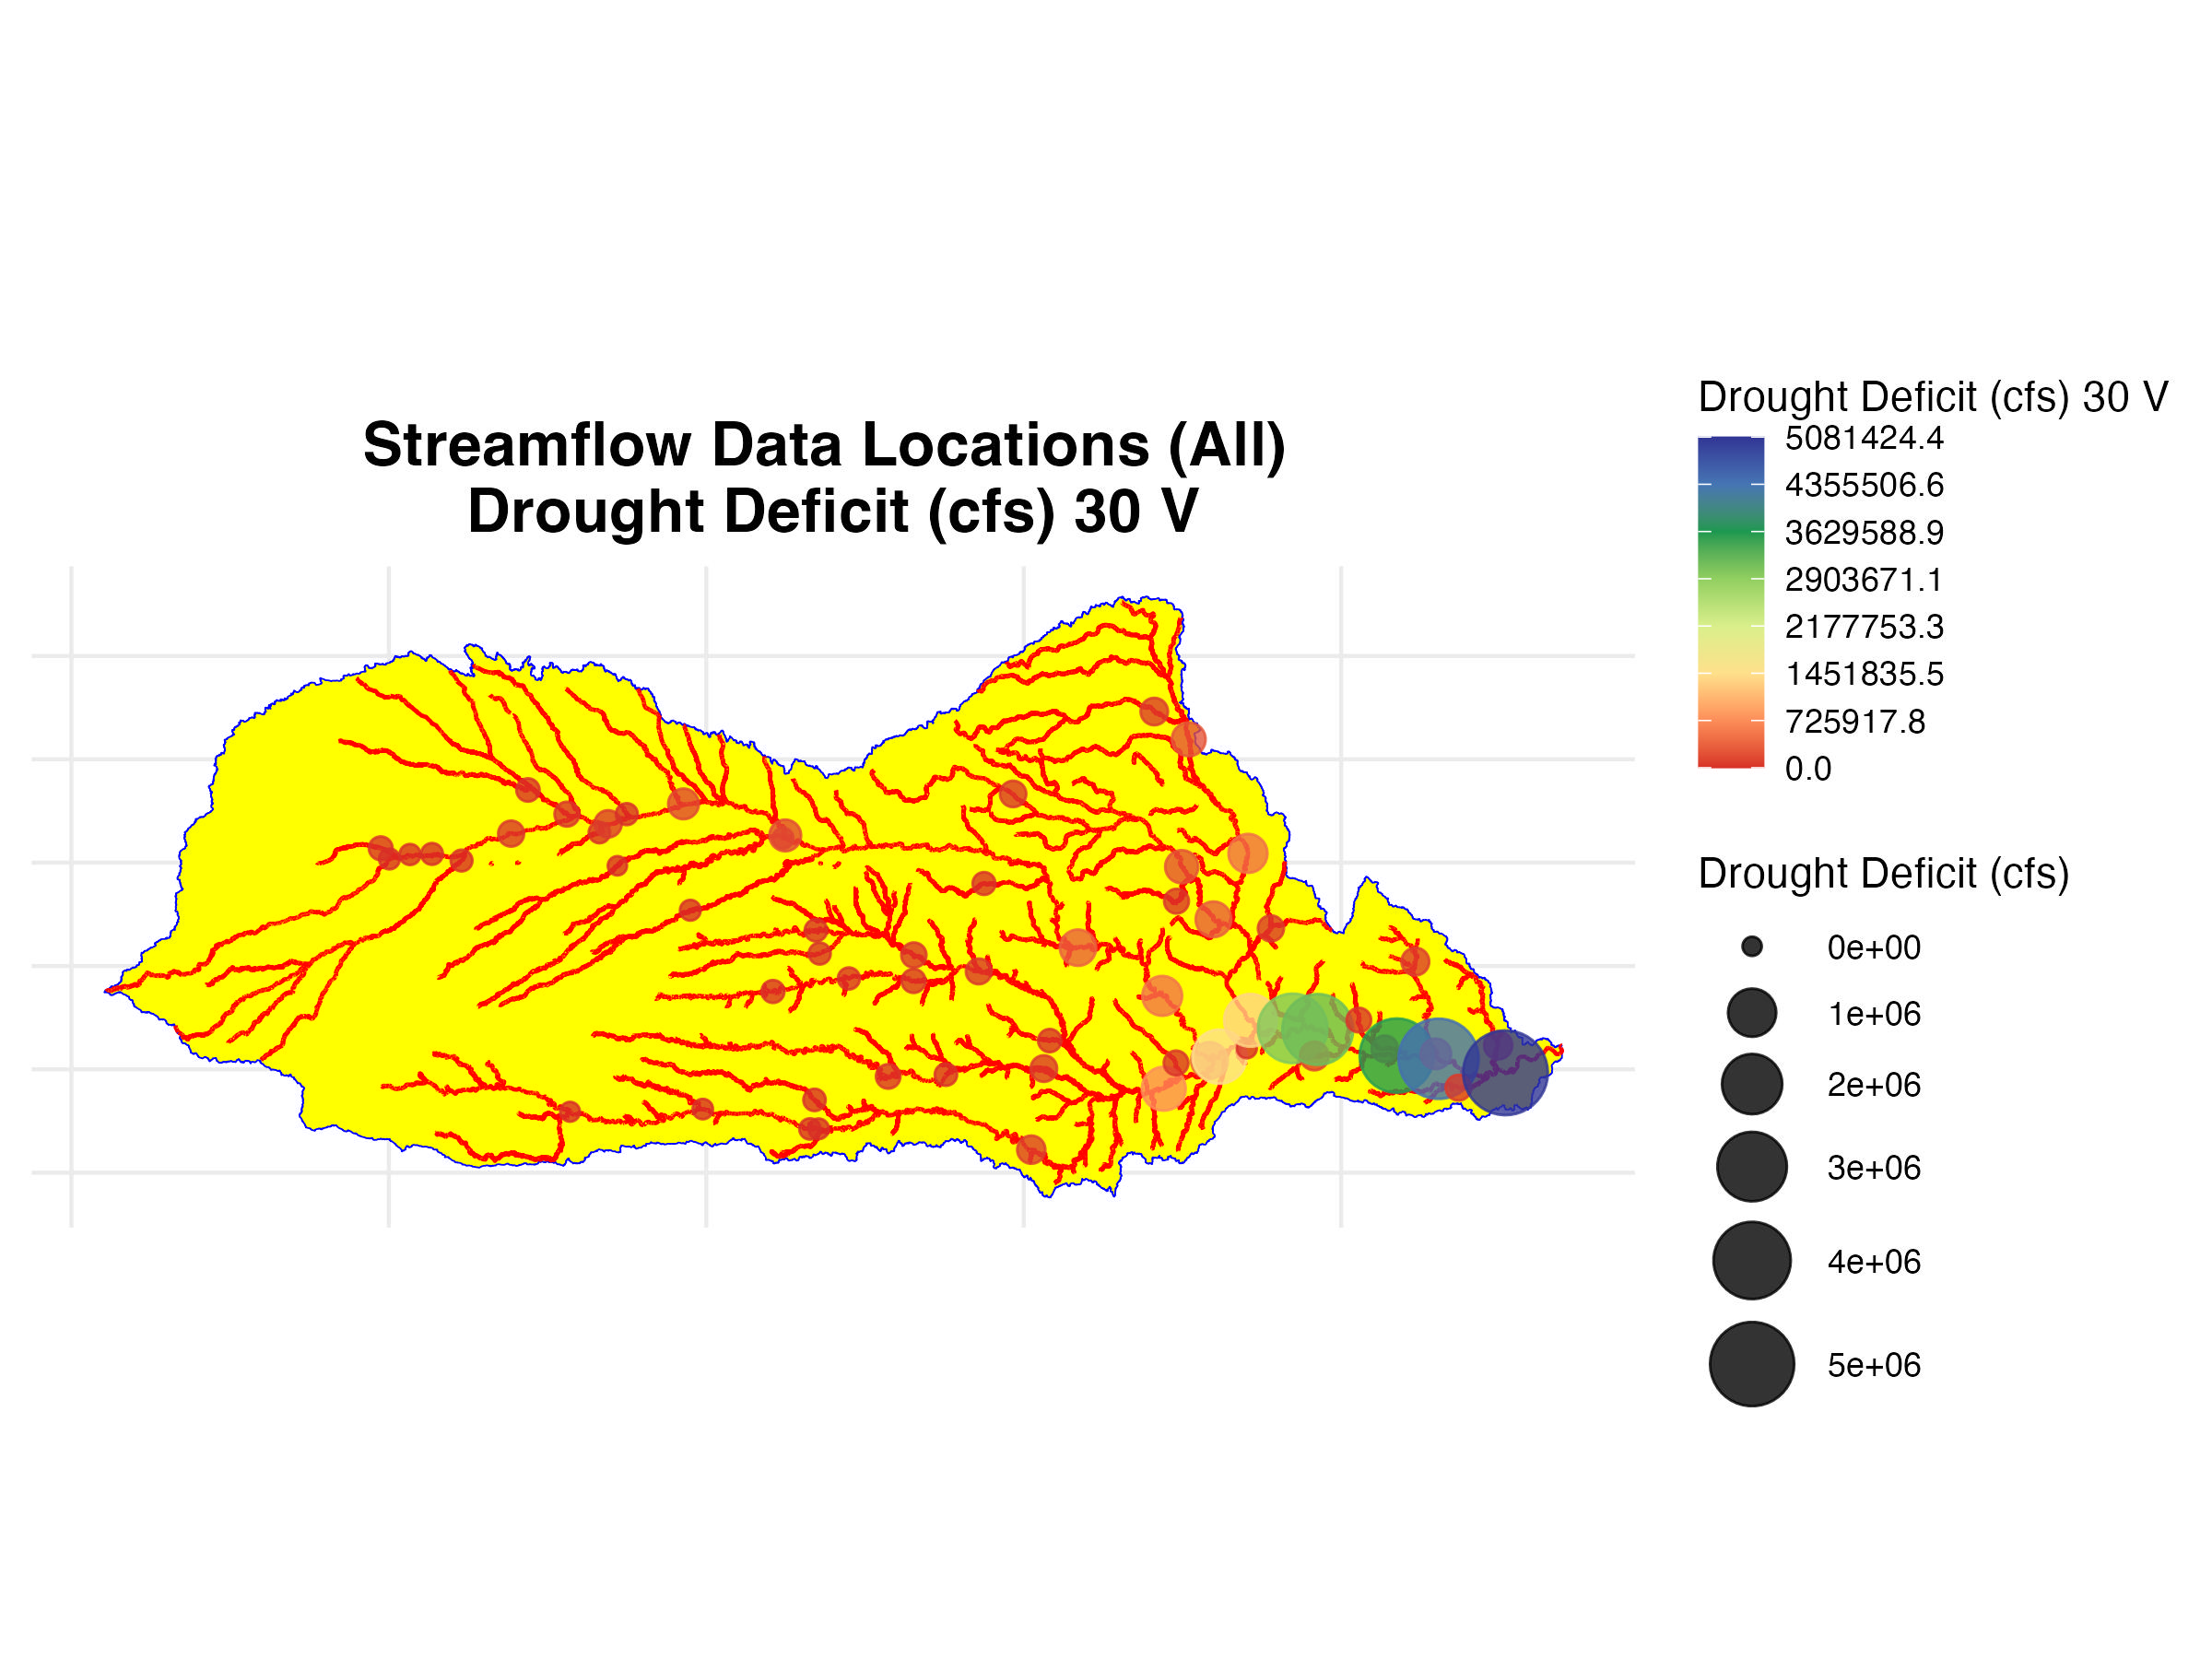 Streamflow Data Locations (All)
Drought Deficit (cfs) 30 V
Drought Deficit (cfs) 30 V
5081424.4
4355506.6
3629588.9
2903671.1
2177753.3
1451835.5
725917.8
0.0
Drought Deficit (cfs)
0e+00
1e+06
2e+06
3e+06
4e+06
5e+06